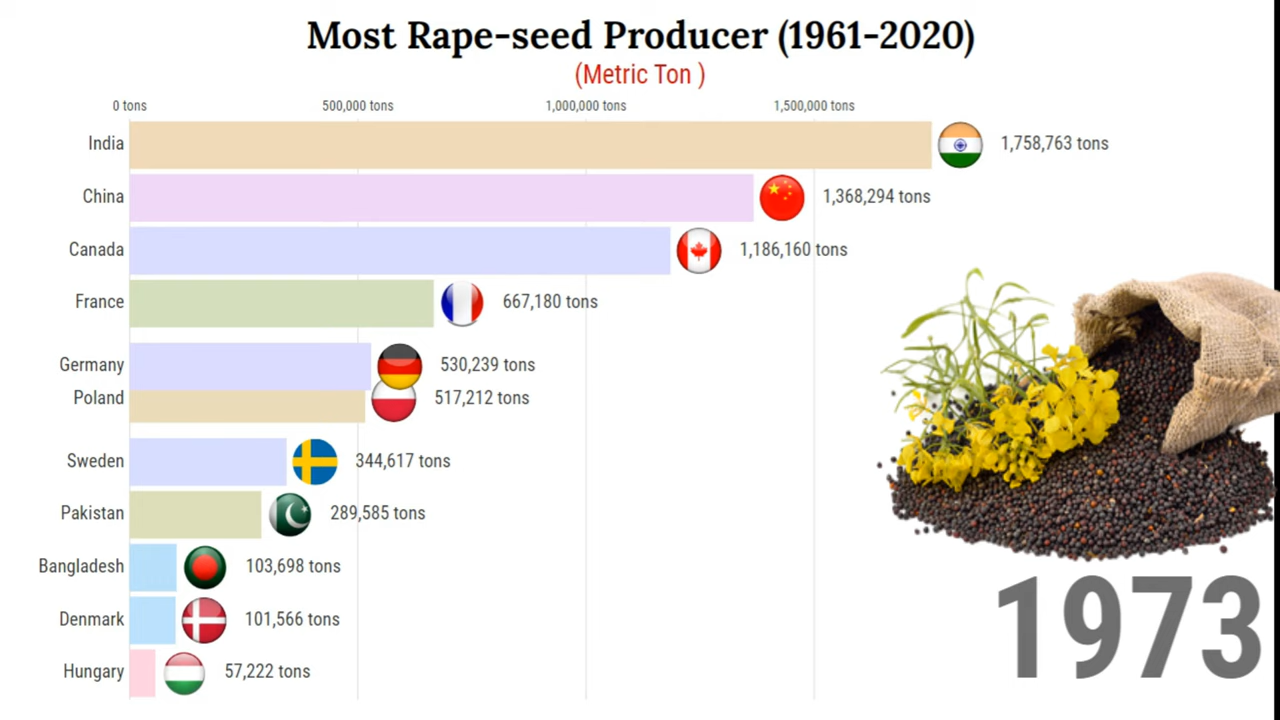 Most Rape-seed Producer (1961-2020)
(Metric Ton )
0 tons 500,000 tons 1,000,000 tons 1,500,000 tons
India 1,758,763 tons
China 1,368,294 tons
Canada 1,186,160 tons
France 667,180 tons
Germany 530,239 tons
Poland 517,212 tons
Sweden 344,617 tons
Pakistan 289,585 tons
Bangladesh 103,698 tons
Denmark 101,566 tons
Hungary 57,222 tons
1973